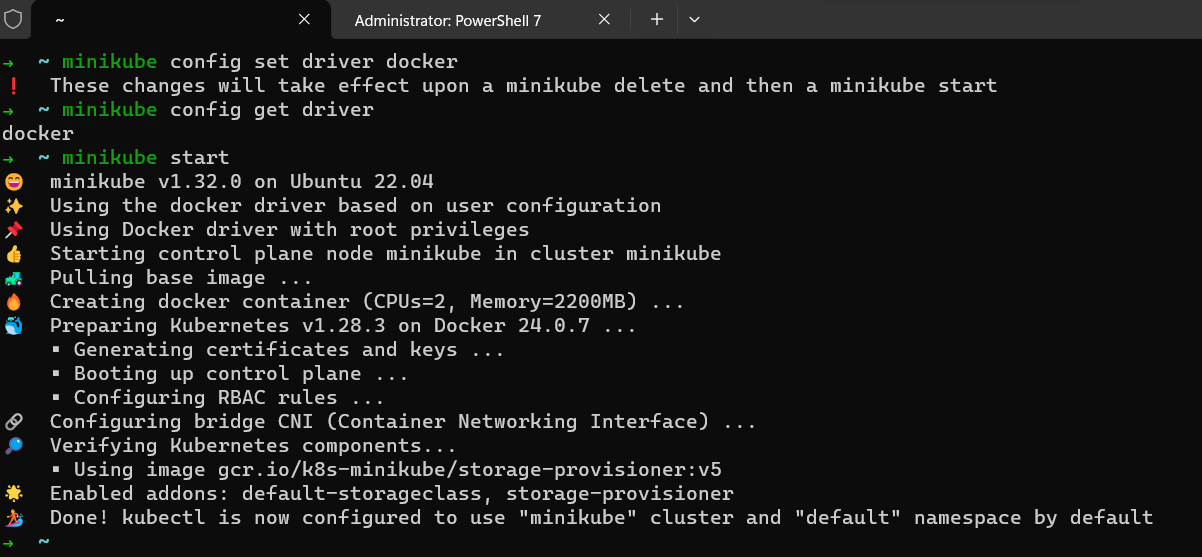 ~
Administrator: PowerShell 7
→ ~ minikube config set driver docker
❗ These changes will take effect upon a minikube delete and then a minikube start
→ ~ minikube config get driver
docker
→ ~ minikube start
😄 minikube v1.32.0 on Ubuntu 22.04
✨ Using the docker driver based on user configuration
📌 Using Docker driver with root privileges
👍 Starting control plane node minikube in cluster minikube
🚜 Pulling base image ...
🔥 Creating docker container (CPUs=2, Memory=2200MB) ...
🐳 Preparing Kubernetes v1.28.3 on Docker 24.0.7 ...
▪ Generating certificates and keys ...
▪ Booting up control plane ...
▪ Configuring RBAC rules ...
🔗 Configuring bridge CNI (Container Networking Interface) ...
🔎 Verifying Kubernetes components...
▪ Using image gcr.io/k8s-minikube/storage-provisioner:v5
🌟 Enabled addons: default-storageclass, storage-provisioner
🏄 Done! kubectl is now configured to use "minikube" cluster and "default" namespace by default
→ ~